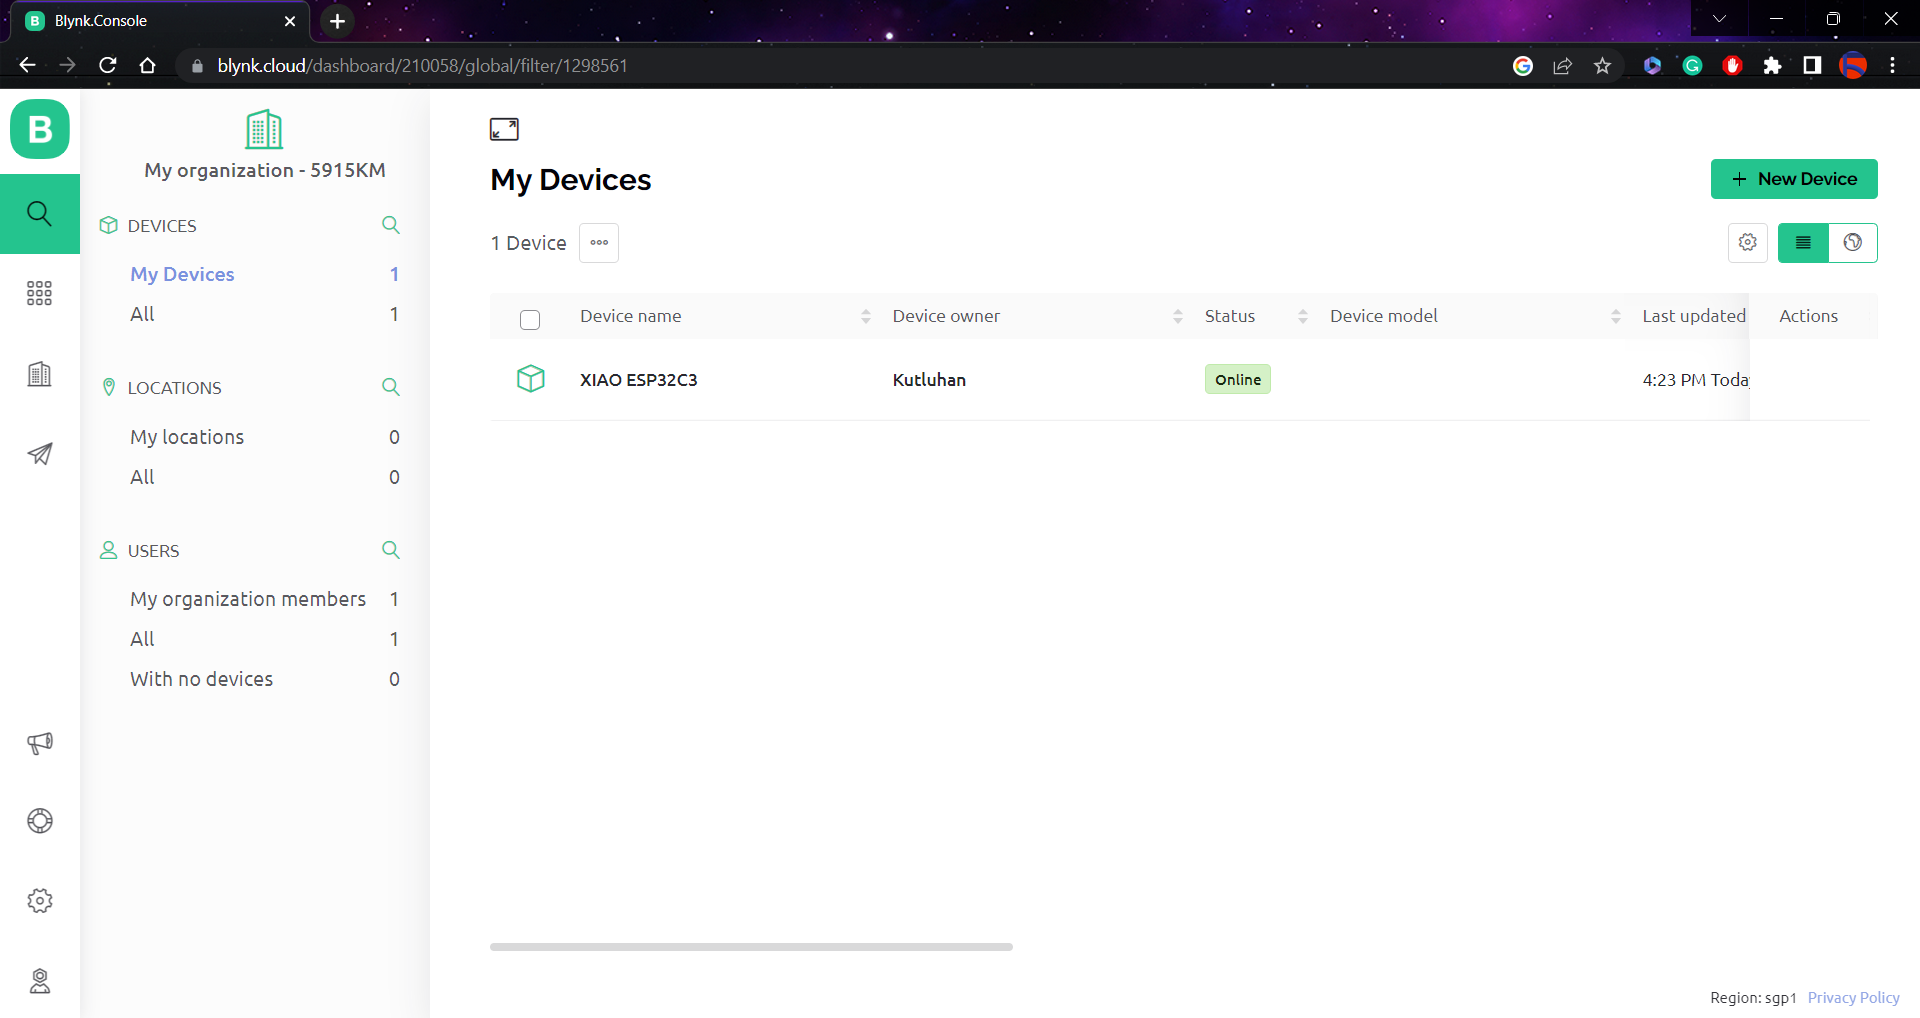 B Blynk.Console
blynk.cloud/dashboard/210058/global/filter/1298561
B
My organization - 5915KM
DEVICES
My Devices 1
All 1
LOCATIONS
My locations 0
All 0
USERS
My organization members 1
All 1
With no devices 0
My Devices
+ New Device
1 Device
Device name Device owner Status Device model Last updated Actions
XIAO ESP32C3 Kutluhan Online 4:23 PM Today
Region: sgp1 Privacy Policy